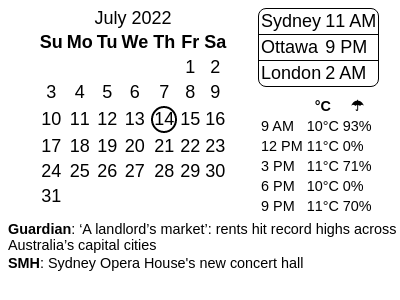 July 2022
Su Mo Tu We Th Fr Sa
1 2
3 4 5 6 7 8 9
10 11 12 13 14 15 16
17 18 19 20 21 22 23
24 25 26 27 28 29 30
31
Sydney 11 AM
Ottawa 9 PM
London 2 AM
°C ☂
9 AM 10°C 93%
12 PM 11°C 0%
3 PM 11°C 71%
6 PM 10°C 0%
9 PM 11°C 70%
Guardian: ‘A landlord’s market’: rents hit record highs across
Australia’s capital cities
SMH: Sydney Opera House's new concert hall